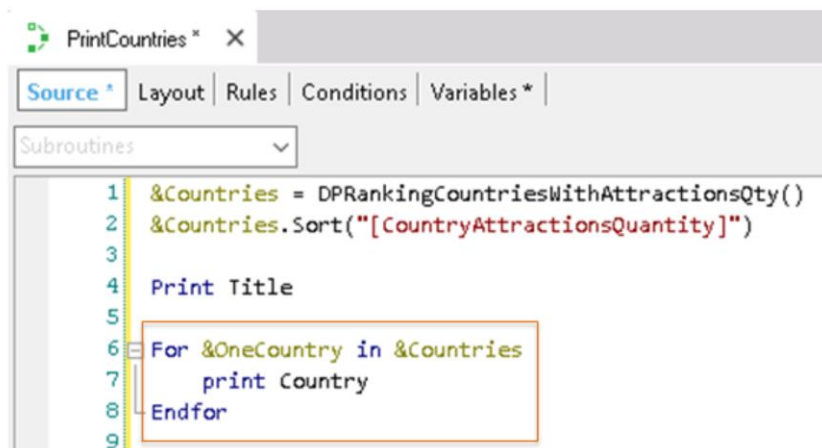 PrintCountries * X
Source * Layout Rules Conditions Variables *
Subroutines
1 &Countries = DPRankingCountriesWithAttractionsQty()
2 &Countries.Sort("[CountryAttractionsQuantity]")
3
4 Print Title
5
6 For &OneCountry in &Countries
7 print Country
8 Endfor
9